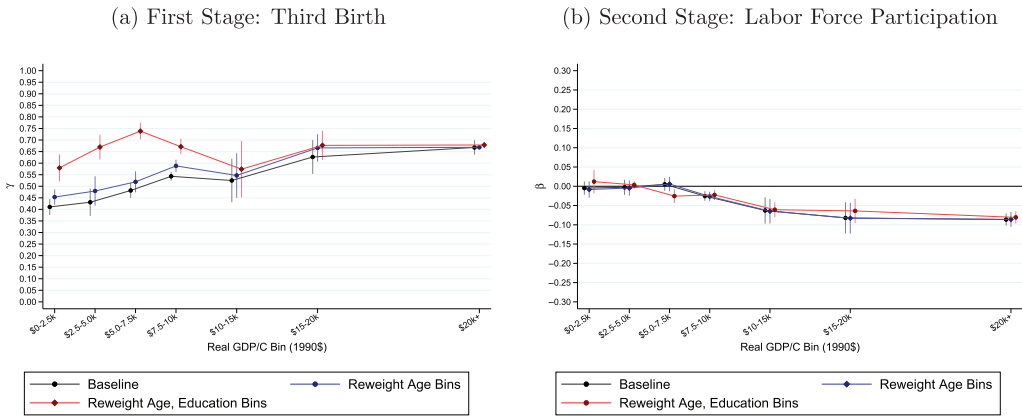 (a) First Stage: Third Birth
1.00
0.95
0.90
0.85
0.80
0.75
0.70
0.65
0.60
0.55
0.50
0.45
0.40
0.35
0.30
0.25
0.20
0.15
0.10
0.05
0.00
γ
$0-2.5k
$2.5-5.0k
$5.0-7.5k
$7.5-10k
$10-15k
$15-20k
$20k+
Real GDP/C Bin (1990$)
Baseline
Reweight Age Bins
Reweight Age, Education Bins
(b) Second Stage: Labor Force Participation
0.30
0.25
0.20
0.15
0.10
0.05
0.00
−0.05
−0.10
−0.15
−0.20
−0.25
−0.30
β
$0-2.5k
$2.5-5.0k
$5.0-7.5k
$7.5-10k
$10-15k
$15-20k
$20k+
Real GDP/C Bin (1990$)
Baseline
Reweight Age Bins
Reweight Age, Education Bins